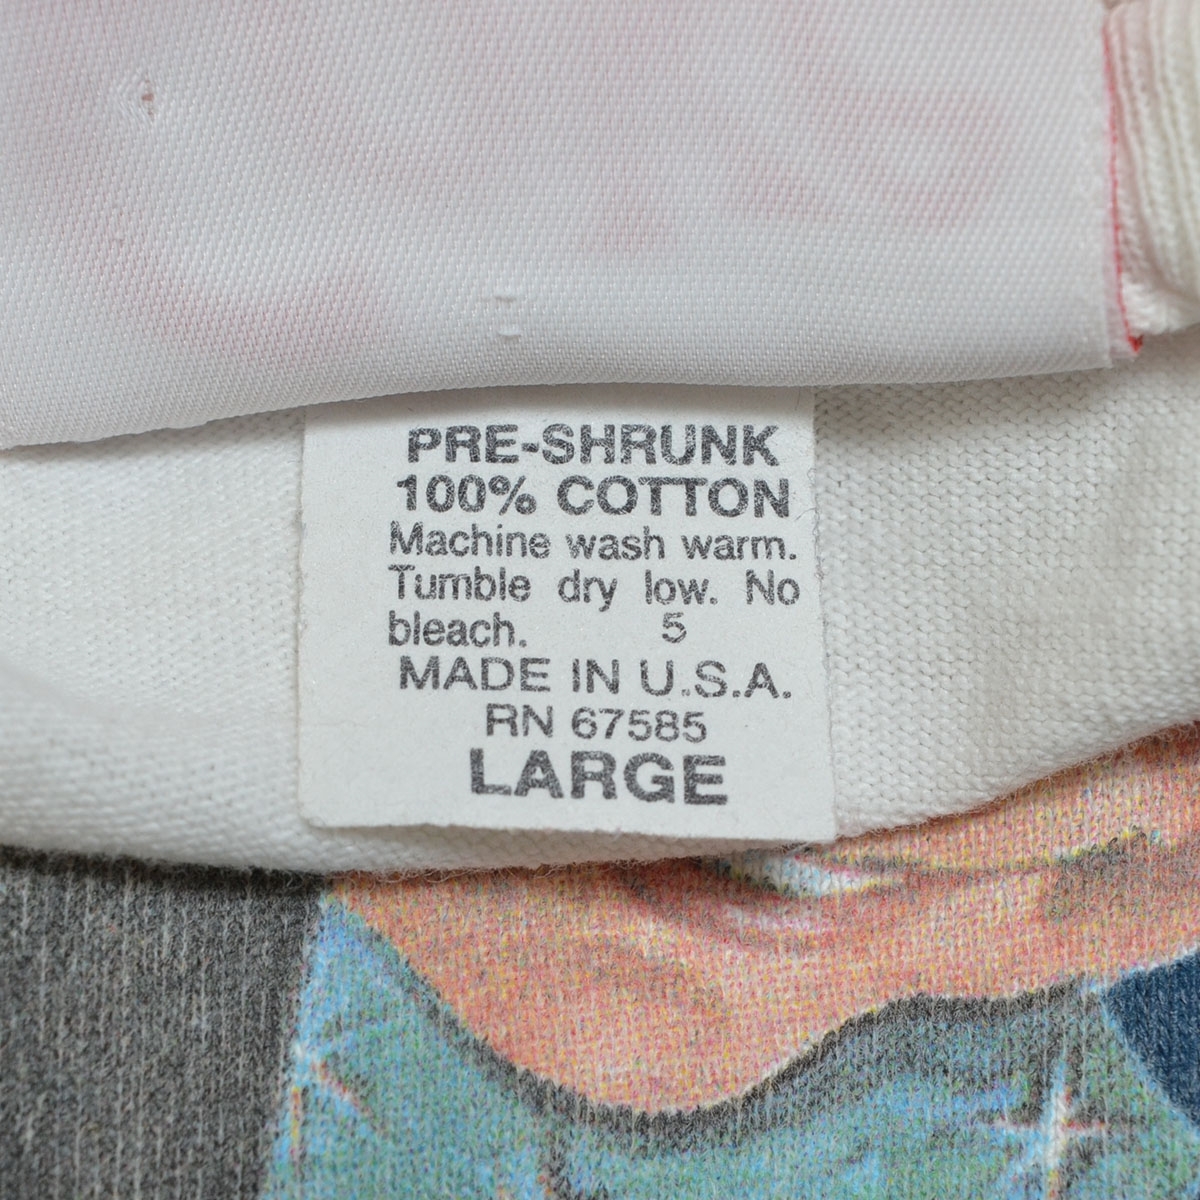 PRE-SHRUNK
100% COTTON
Machine wash warm.
Tumble dry low. No
bleach. 5
MADE IN U.S.A.
RN 67585
LARGE